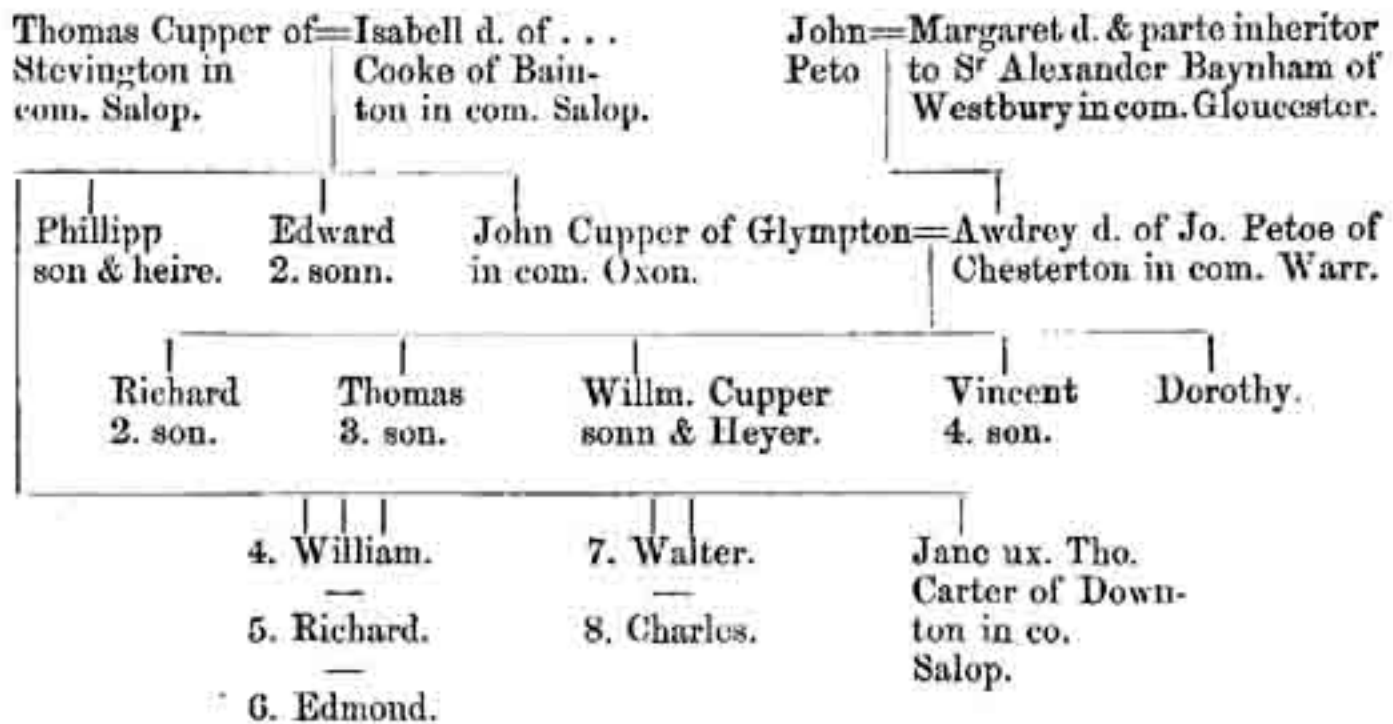 Thomas Cupper of=Isabell d. of . . .
Stevington in
com. Salop.
Cooke of Bain-
ton in com. Salop.
John=Margaret d. & parte inheritor
Peto
to Sʳ Alexander Baynham of
Westbury in com. Gloucester.
Phillipp
son & heire.
Edward
2. sonn.
John Cupper of Glympton=Awdrey d. of Jo. Petoe of
in com. Oxon.
Chesterton in com. Warr.
Richard
2. son.
Thomas
3. son.
Willm. Cupper
sonn & Heyer.
Vincent
4. son.
Dorothy.
4. William.
5. Richard.
6. Edmond.
7. Walter.
8. Charles.
Jane ux. Tho.
Carter of Down-
ton in co.
Salop.